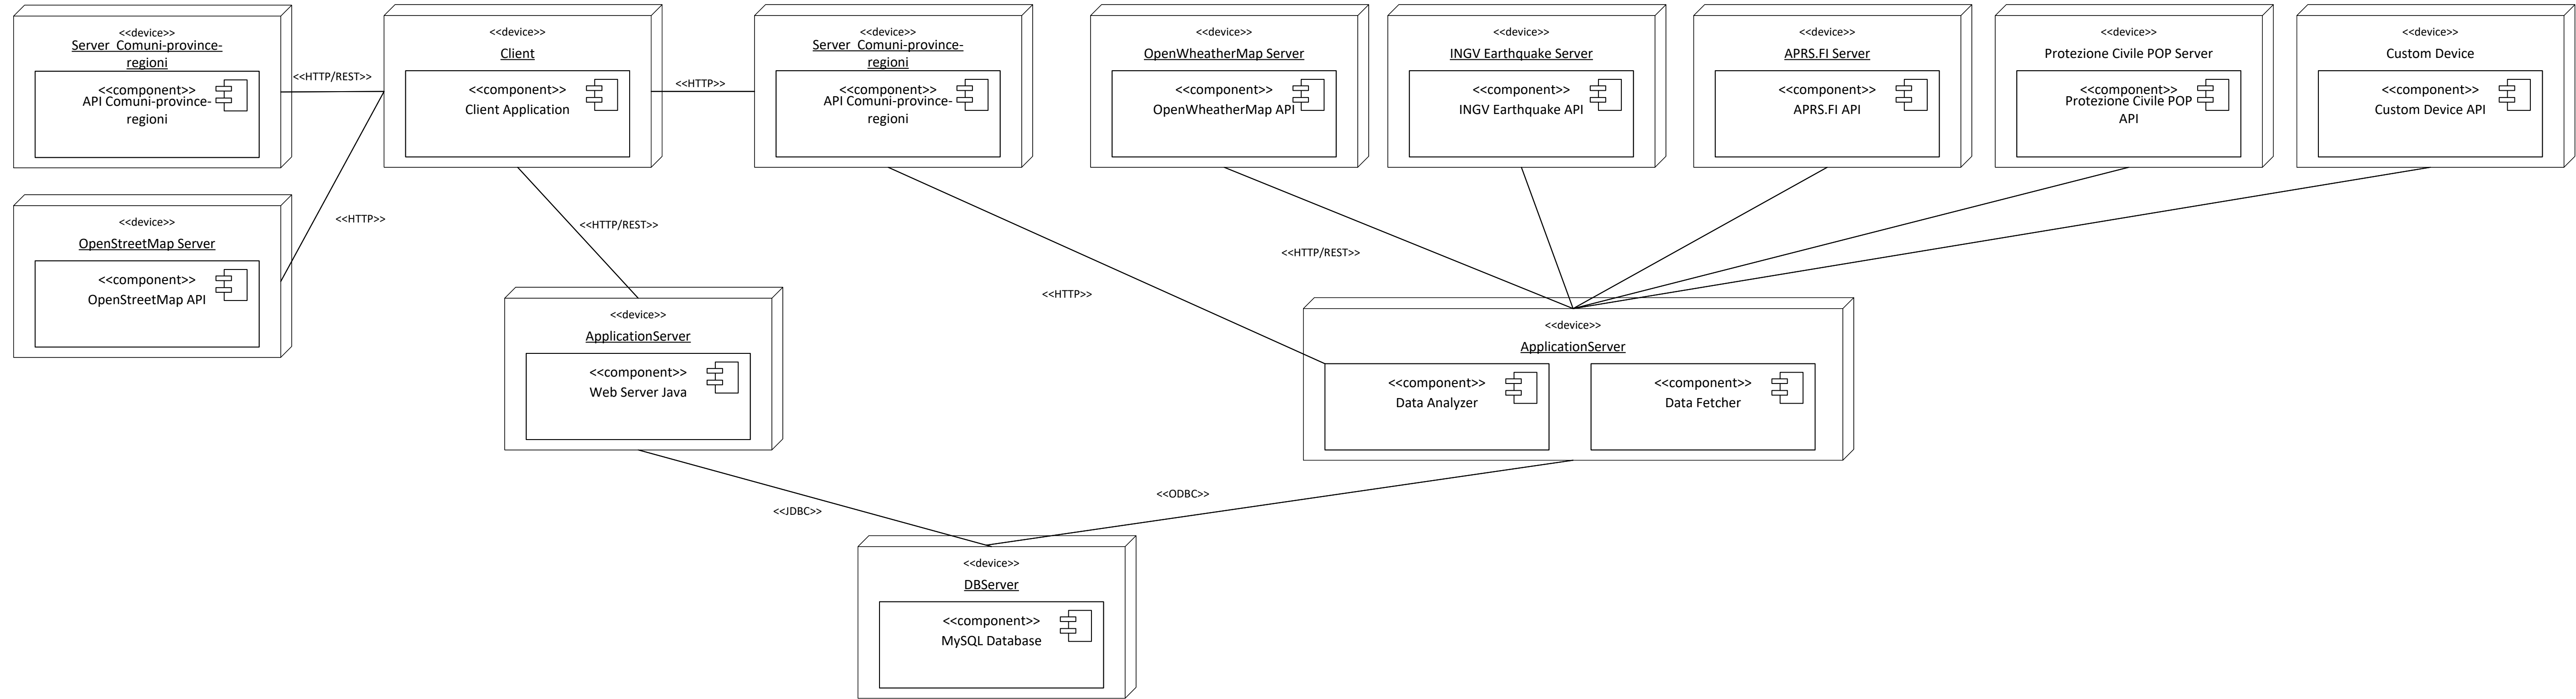 <<device>>
Server Comuni-province-
regioni
<<component>>
API Comuni-province-
regioni
<<HTTP/REST>>
<<device>>
Client
<<component>>
Client Application
<<HTTP>>
<<device>>
Server Comuni-province-
regioni
<<component>>
API Comuni-province-
regioni
<<device>>
OpenWheatherMap Server
<<component>>
OpenWheatherMap API
<<device>>
INGV Earthquake Server
<<component>>
INGV Earthquake API
<<device>>
APRS.FI Server
<<component>>
APRS.FI API
<<device>>
Protezione Civile POP Server
<<component>>
Protezione Civile POP
API
<<device>>
Custom Device
<<component>>
Custom Device API
<<device>>
OpenStreetMap Server
<<component>>
OpenStreetMap API
<<HTTP>>
<<HTTP/REST>>
<<HTTP/REST>>
<<HTTP>>
<<device>>
ApplicationServer
<<component>>
Web Server Java
<<device>>
ApplicationServer
<<component>>
Data Analyzer
<<component>>
Data Fetcher
<<ODBC>>
<<JDBC>>
<<device>>
DBServer
<<component>>
MySQL Database